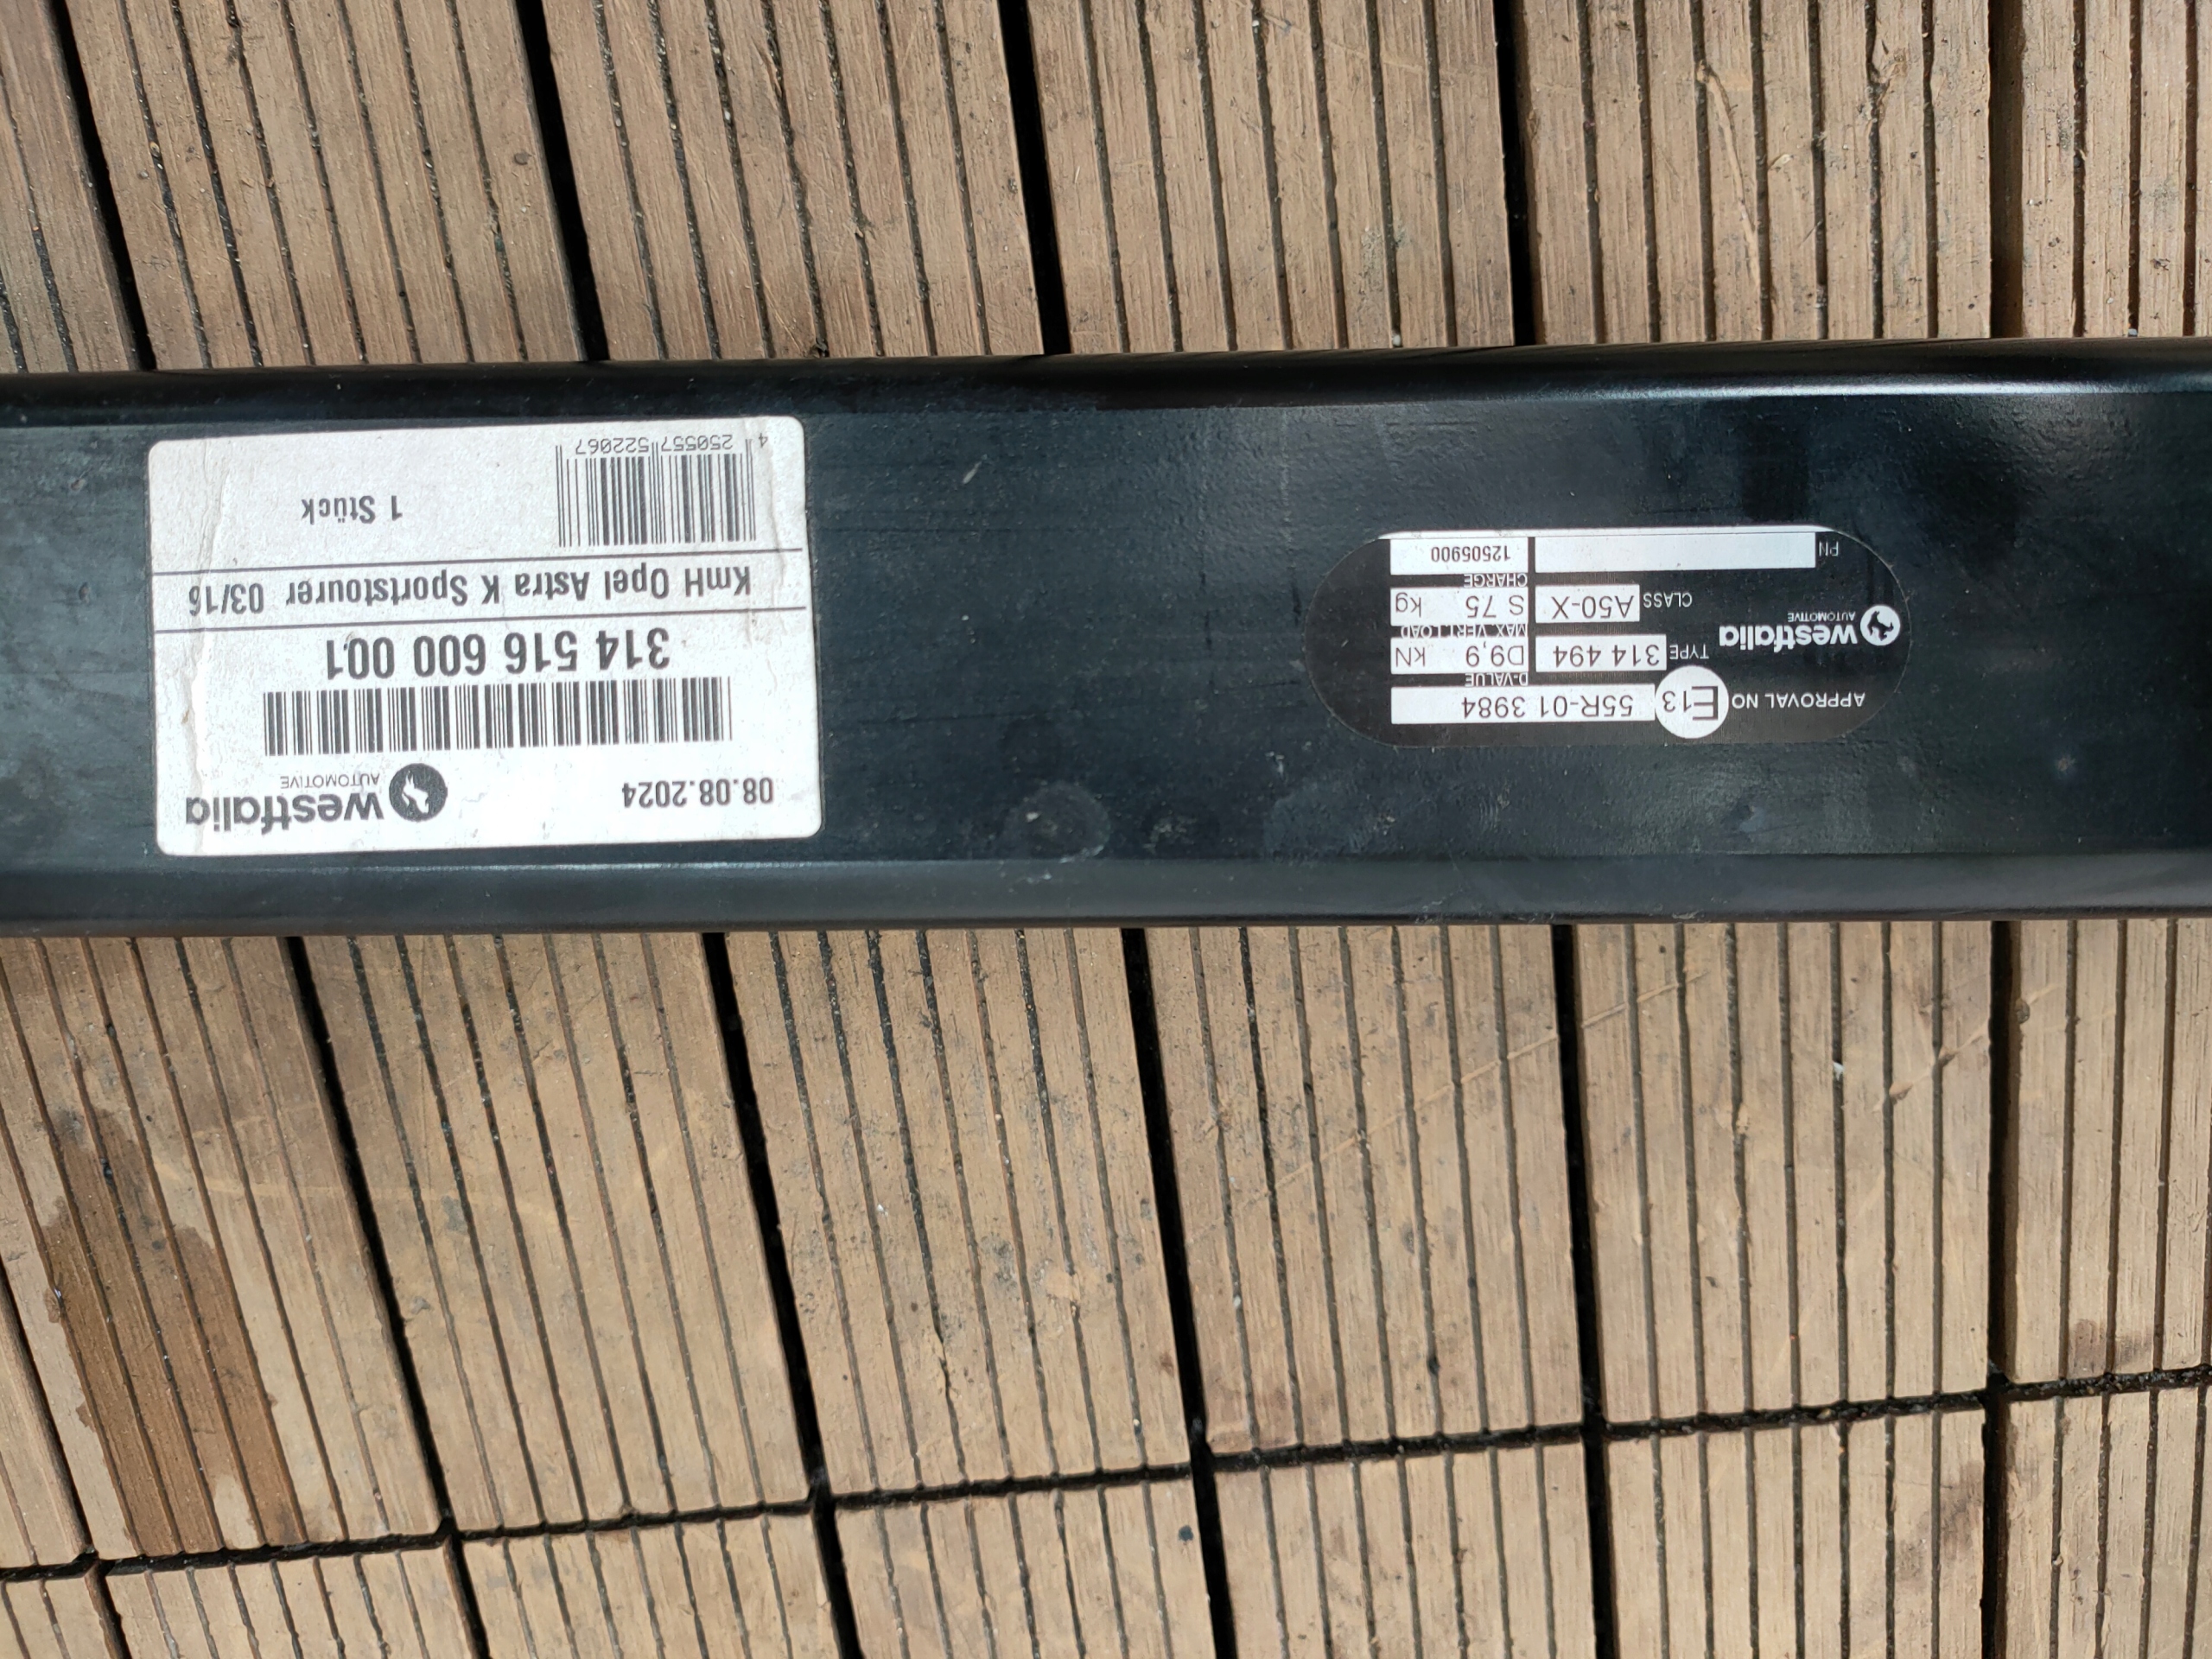 08.08.2024
westfalia
AUTOMOTIVE
314 516 600 001
KmH Opel Astra K Sportstourer 03/16
4 250557 522067
1 Stück
APPROVAL NO E13 55R-01 3984
westfalia
AUTOMOTIVE
TYPE 314 494
D-VALUE
D9,9 kN
CLASS A50-X
MAX.VERT.LOAD
S 75 kg
PN
CHARGE
12505900